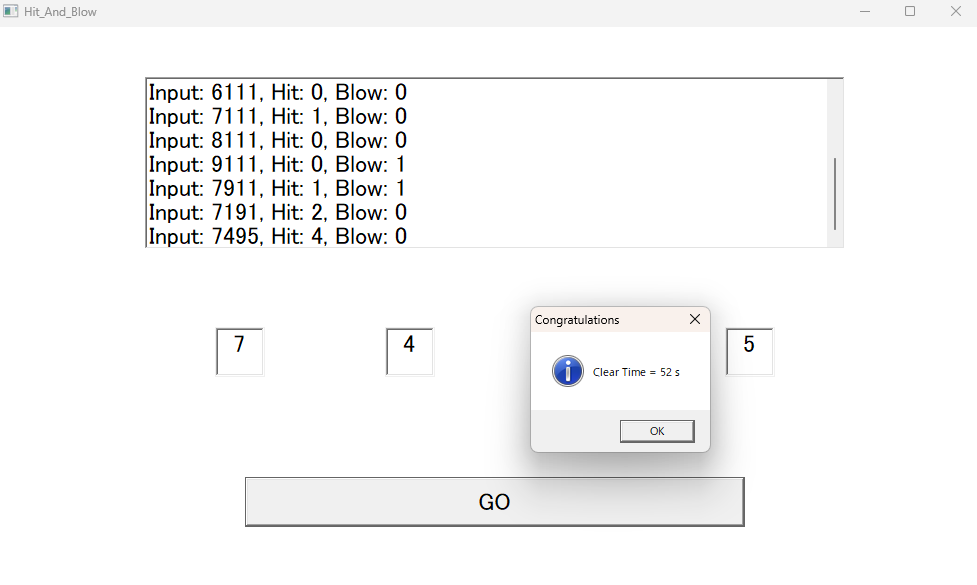 Hit_And_Blow
Input: 6111, Hit: 0, Blow: 0
Input: 7111, Hit: 1, Blow: 0
Input: 8111, Hit: 0, Blow: 0
Input: 9111, Hit: 0, Blow: 1
Input: 7911, Hit: 1, Blow: 1
Input: 7191, Hit: 2, Blow: 0
Input: 7495, Hit: 4, Blow: 0
Congratulations
7 4 5
Clear Time = 52 s
OK
GO